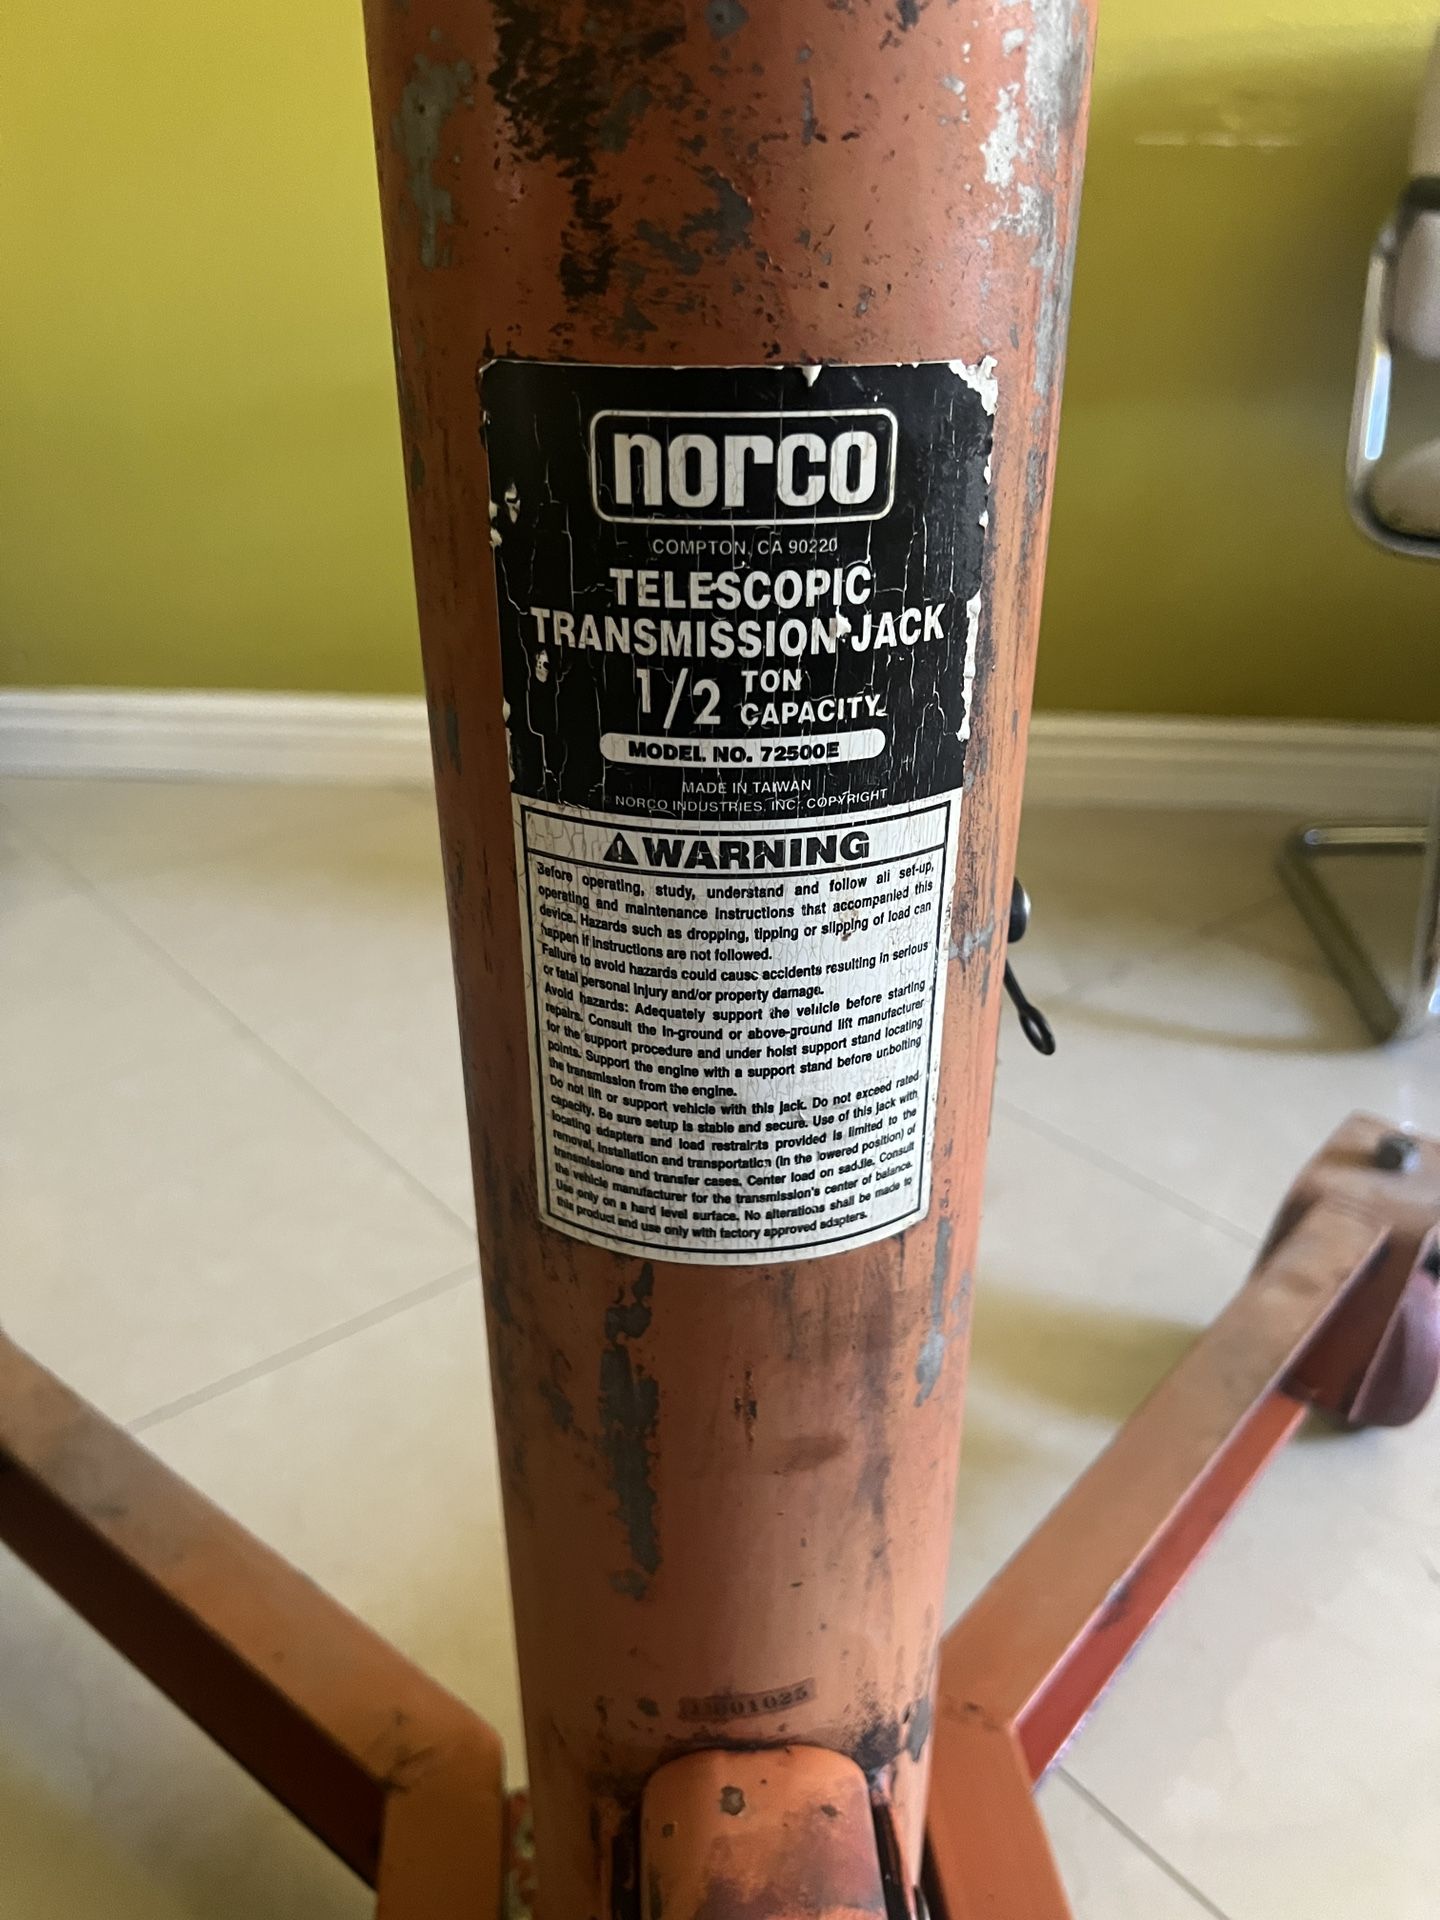 norco
COMPTON, CA 90220
TELESCOPIC
TRANSMISSION JACK
1/2 TON
CAPACITY
MODEL NO. 72500E
MADE IN TAIWAN
© NORCO INDUSTRIES, INC. COPYRIGHT
⚠WARNING
Before operating, study, understand and follow all set-up,
operating and maintenance instructions that accompanied this
device. Hazards such as dropping, tipping or slipping of load can
happen if instructions are not followed.
Failure to avoid hazards could cause accidents resulting in serious
or fatal personal injury and/or property damage.
Avoid hazards: Adequately support the vehicle before starting
repairs. Consult the in-ground or above-ground lift manufacturer
for the support procedure and under hoist support stand locating
points. Support the engine with a support stand before unbolting
the transmission from the engine.
Do not lift or support vehicle with this jack. Do not exceed rated
capacity. Be sure setup is stable and secure. Use of this jack with
locating adapters and load restraints provided is limited to the
removal, installation and transportation (in the lowered position) of
transmissions and transfer cases. Center load on saddle. Consult
the vehicle manufacturer for the transmission's center of balance.
Use only on a hard level surface. No alterations shall be made to
this product and use only with factory approved adapters.